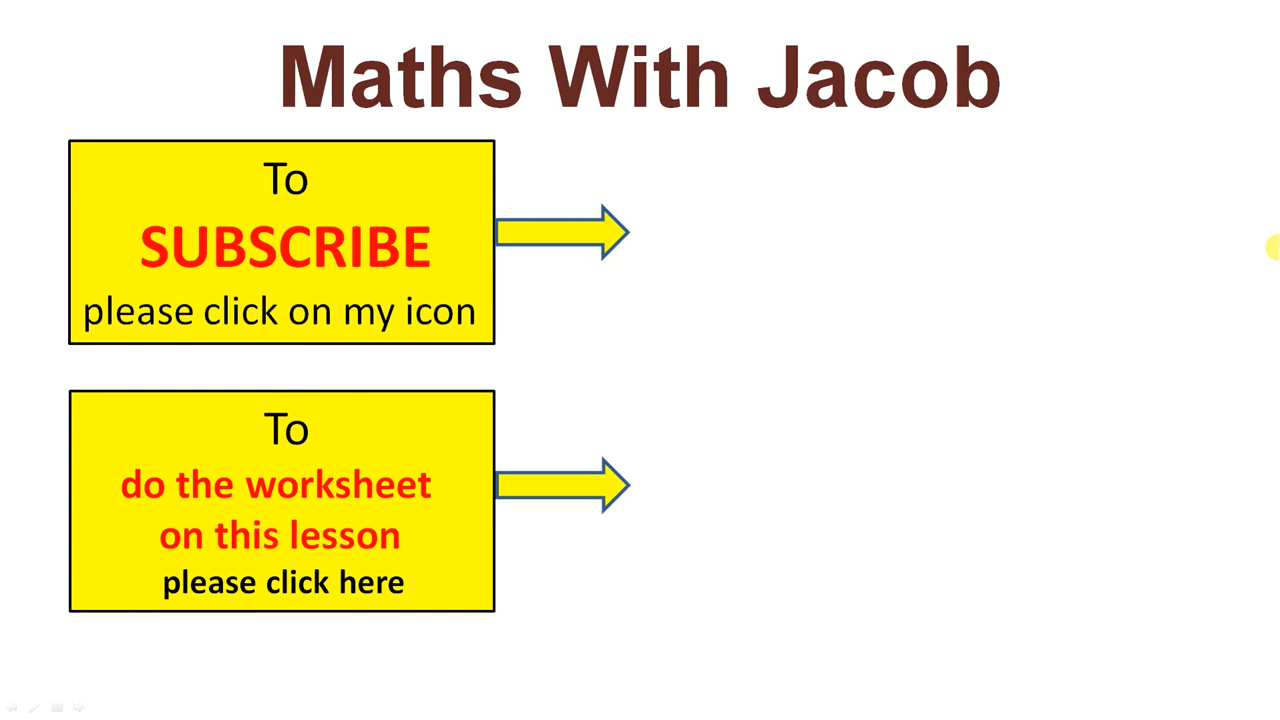 Maths With Jacob
To
SUBSCRIBE
please click on my icon
To
do the worksheet
on this lesson
please click here